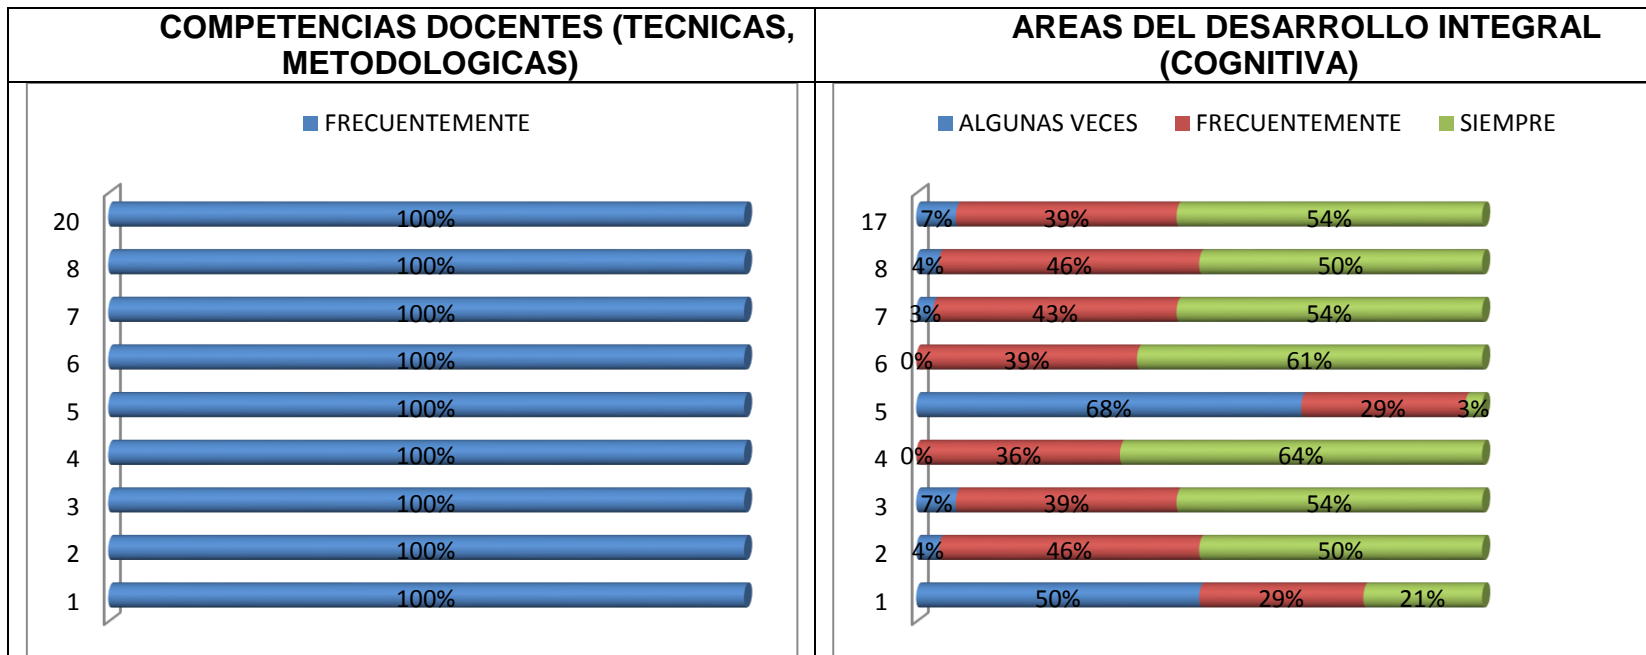 COMPETENCIAS DOCENTES (TECNICAS,
METODOLOGICAS)
FRECUENTEMENTE
20 100%
8 100%
7 100%
6 100%
5 100%
4 100%
3 100%
2 100%
1 100%
AREAS DEL DESARROLLO INTEGRAL
(COGNITIVA)
ALGUNAS VECES FRECUENTEMENTE SIEMPRE
17 7% 39% 54%
8 4% 46% 50%
7 3% 43% 54%
6 0% 39% 61%
5 68% 29% 3%
4 0% 36% 64%
3 7% 39% 54%
2 4% 46% 50%
1 50% 29% 21%